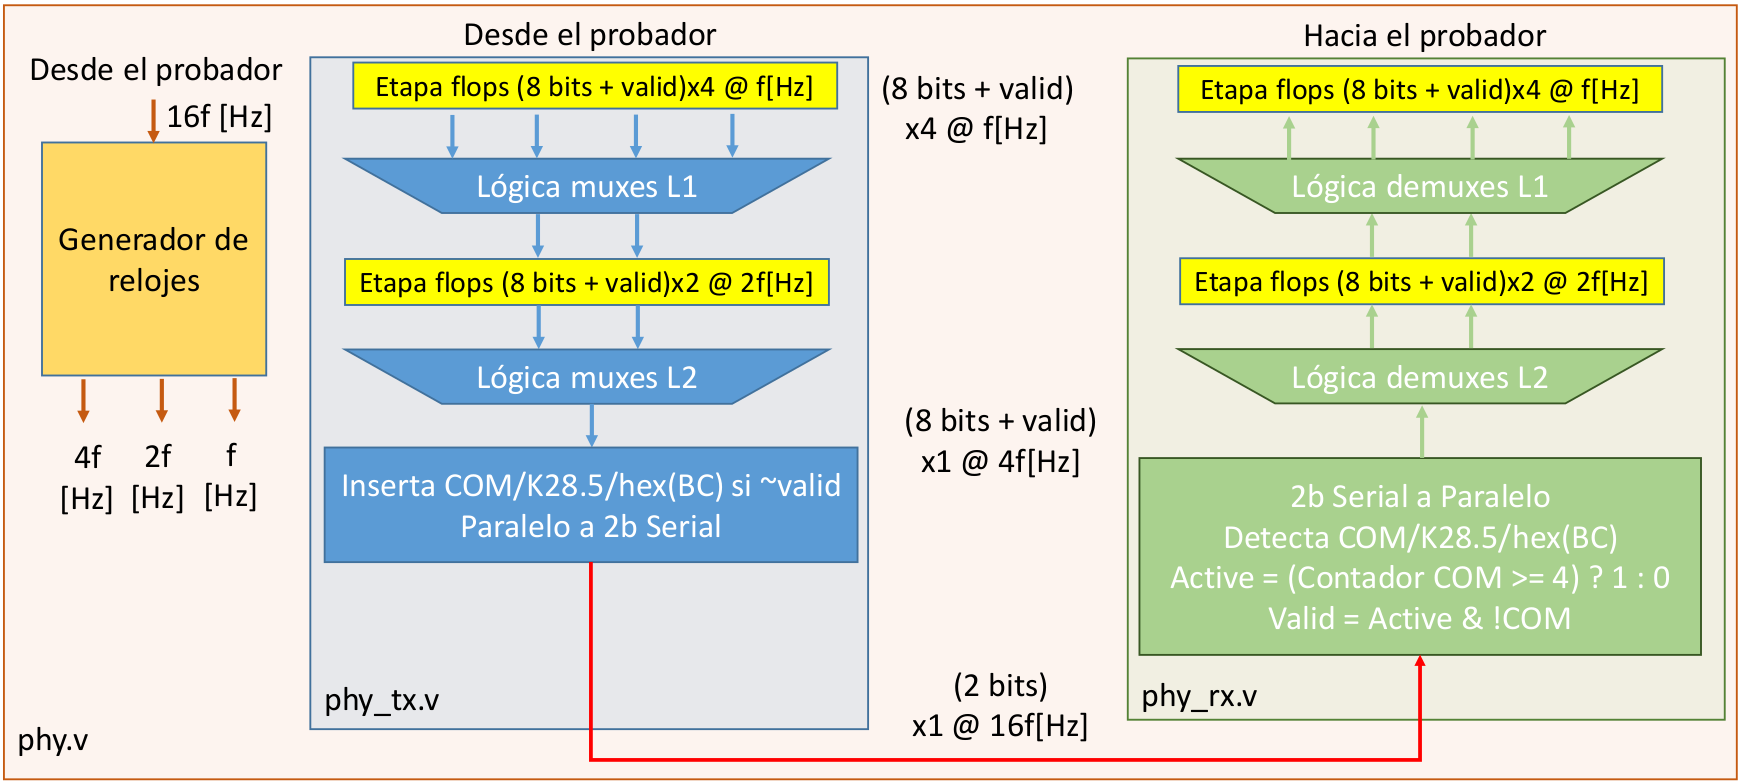 Desde el probador
16f [Hz]
Generador de
relojes
4f
[Hz]
2f
[Hz]
f
[Hz]
phy.v
Desde el probador
Etapa flops (8 bits + valid)x4 @ f[Hz]
Lógica muxes L1
Etapa flops (8 bits + valid)x2 @ 2f[Hz]
Lógica muxes L2
Inserta COM/K28.5/hex(BC) si ~valid
Paralelo a 2b Serial
phy_tx.v
(8 bits + valid)
x4 @ f[Hz]
(8 bits + valid)
x1 @ 4f[Hz]
(2 bits)
x1 @ 16f[Hz]
Hacia el probador
Etapa flops (8 bits + valid)x4 @ f[Hz]
Lógica demuxes L1
Etapa flops (8 bits + valid)x2 @ 2f[Hz]
Lógica demuxes L2
2b Serial a Paralelo
Detecta COM/K28.5/hex(BC)
Active = (Contador COM >= 4) ? 1 : 0
Valid = Active & !COM
phy_rx.v